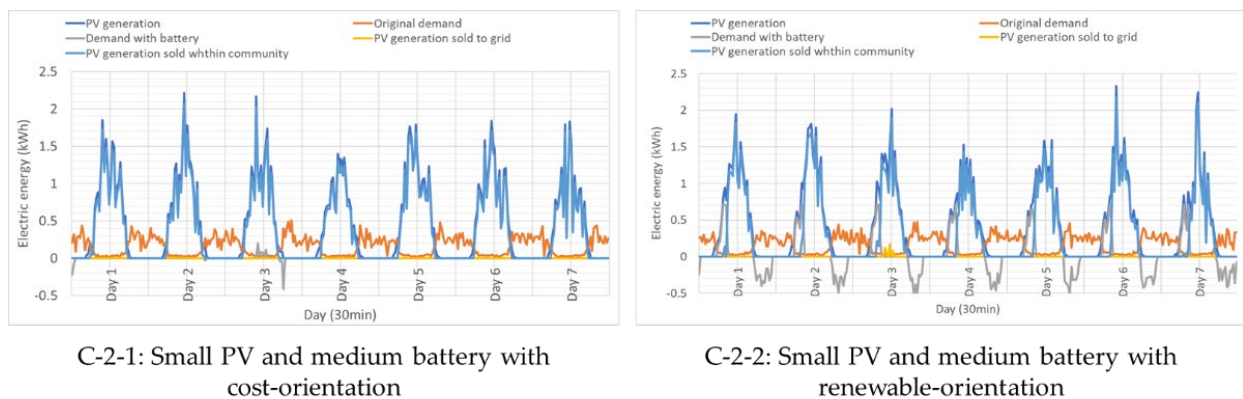 PV generation
Original demand
Demand with battery
PV generation sold to grid
PV generation sold whthin community
2.5
2
1.5
1
0.5
0
-0.5
Electric energy (kWh)
Day 1
Day 2
Day 3
Day 4
Day 5
Day 6
Day 7
Day (30min)
C-2-1: Small PV and medium battery with
cost-orientation
PV generation
Original demand
Demand with battery
PV generation sold to grid
PV generation sold whthin community
2.5
2
1.5
1
0.5
0
-0.5
Electric energy (kWh)
Day 1
Day 2
Day 3
Day 4
Day 5
Day 6
Day 7
Day (30min)
C-2-2: Small PV and medium battery with
renewable-orientation